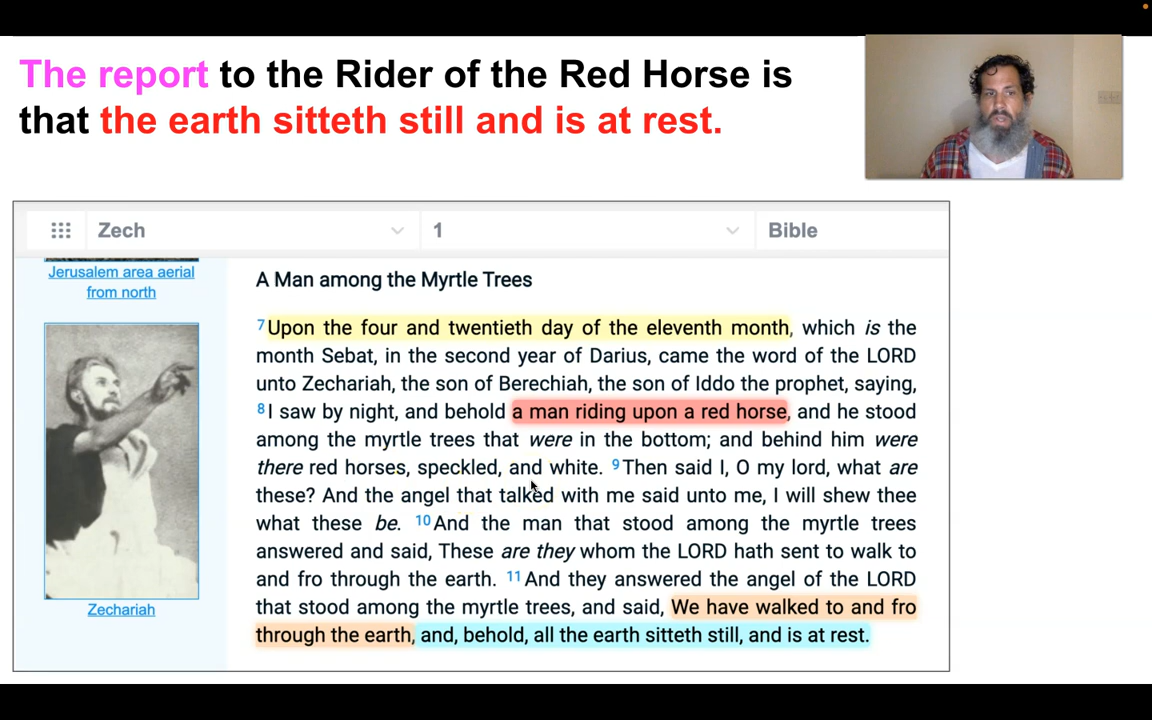 The report to the Rider of the Red Horse is
that the earth sitteth still and is at rest.
Zech
1
Bible
Jerusalem area aerial
from north
Zechariah
A Man among the Myrtle Trees
7Upon the four and twentieth day of the eleventh month, which is the
month Sebat, in the second year of Darius, came the word of the LORD
unto Zechariah, the son of Berechiah, the son of Iddo the prophet, saying,
8I saw by night, and behold a man riding upon a red horse, and he stood
among the myrtle trees that were in the bottom; and behind him were
there red horses, speckled, and white. 9Then said I, O my lord, what are
these? And the angel that talked with me said unto me, I will shew thee
what these be. 10And the man that stood among the myrtle trees
answered and said, These are they whom the LORD hath sent to walk to
and fro through the earth. 11And they answered the angel of the LORD
that stood among the myrtle trees, and said, We have walked to and fro
through the earth, and, behold, all the earth sitteth still, and is at rest.